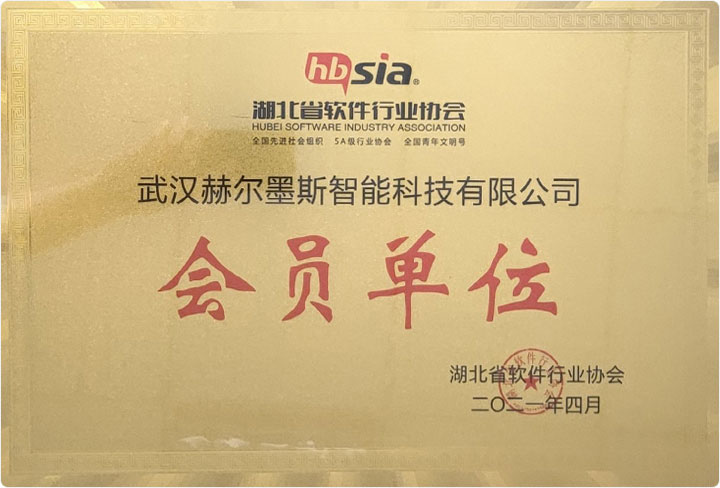 hbsia®
湖北省软件行业协会
HUBEI SOFTWARE INDUSTRY ASSOCIATION
全国先进社会组织 5A级行业协会 全国青年文明号
武汉赫尔墨斯智能科技有限公司
会员单位
湖北省软件行业协会
二〇二一年四月